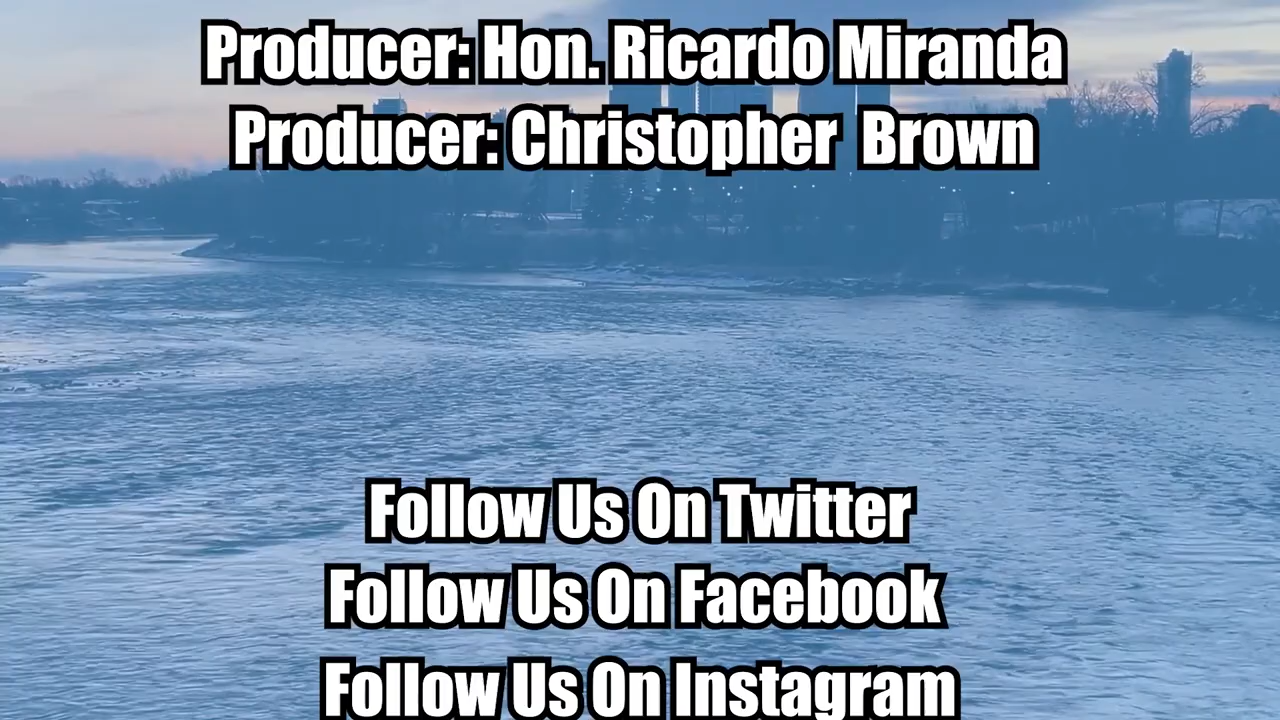 Producer: Hon. Ricardo Miranda
Producer: Christopher Brown
Follow Us On Twitter
Follow Us On Facebook
Follow Us On Instagram